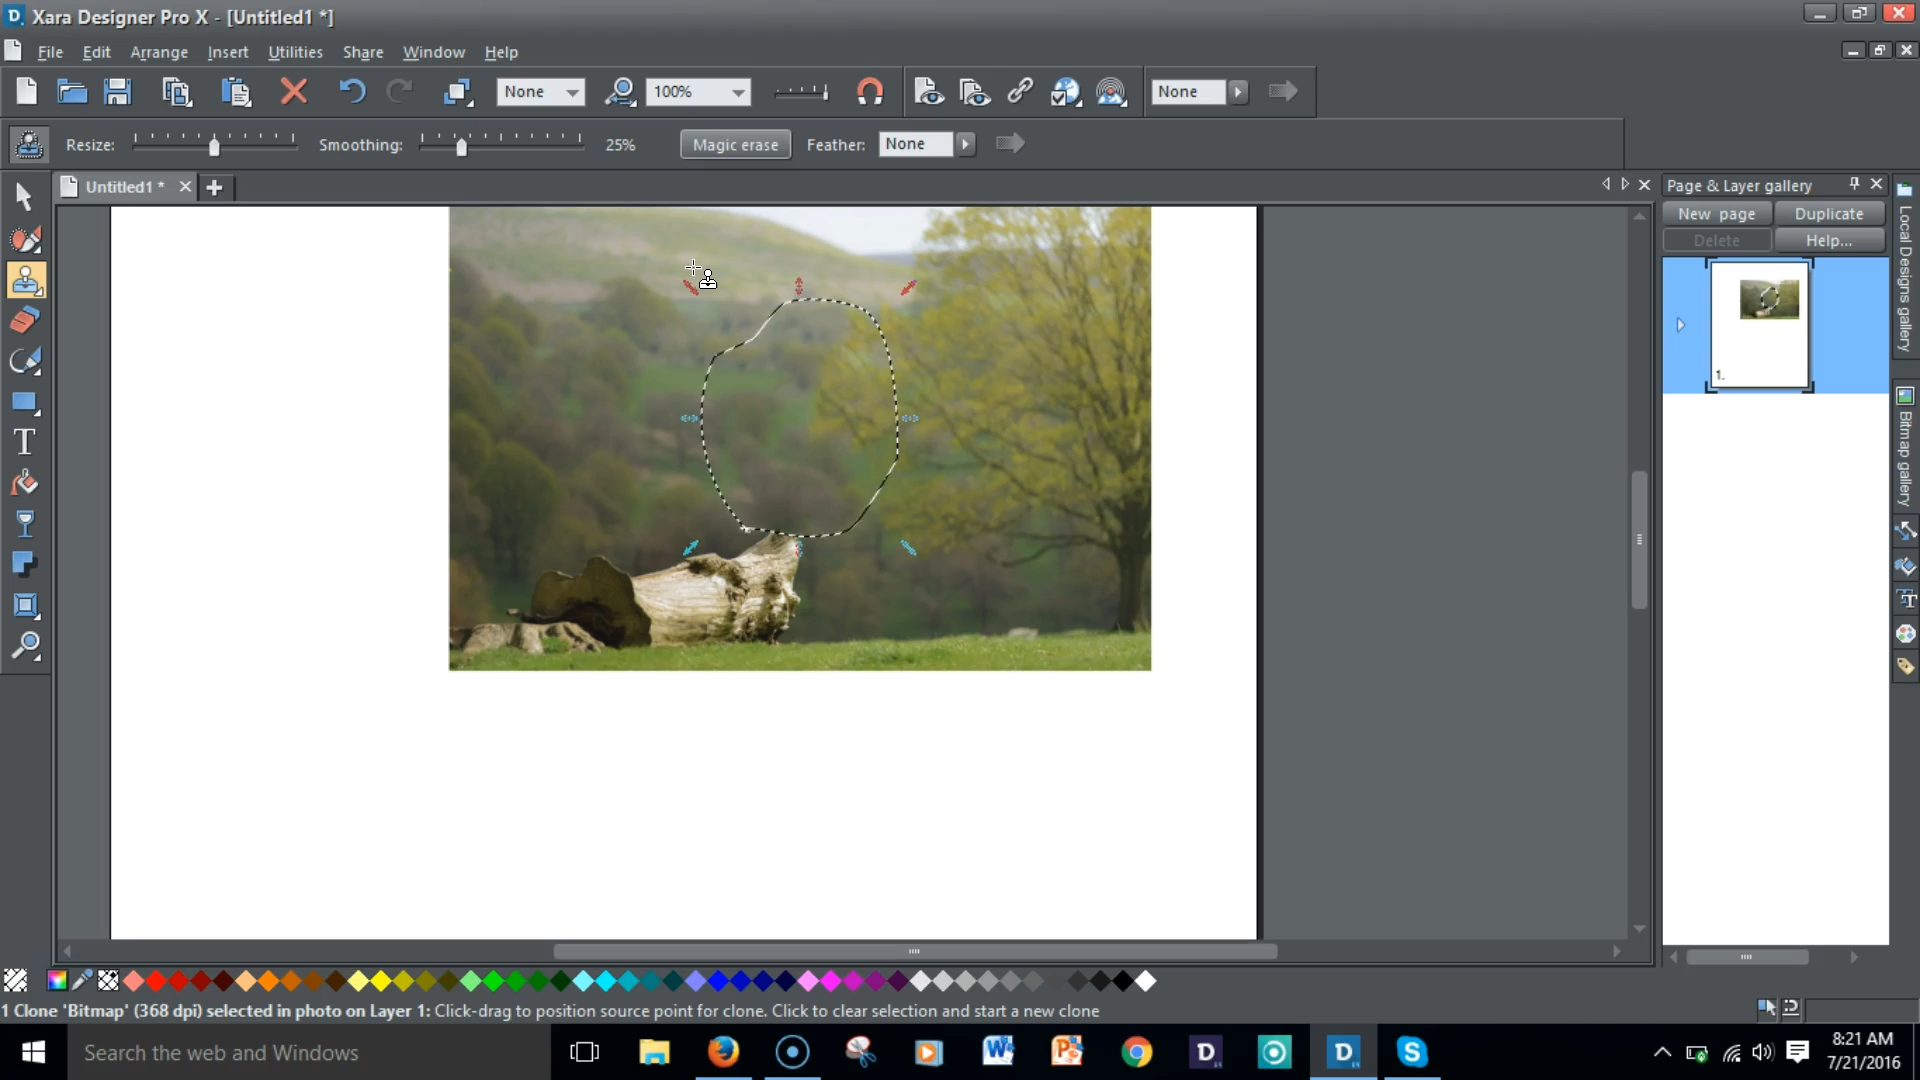 Xara Designer Pro X - [Untitled1 *]
File Edit Arrange Insert Utilities Share Window Help
None 100% None
Resize: Smoothing: 25% Magic erase Feather: None
Untitled1 *
Page & Layer gallery
New page Duplicate
Delete Help...
1.
Local Designs gallery
Bitmap gallery
1 Clone 'Bitmap' (368 dpi) selected in photo on Layer 1: Click-drag to position source point for clone. Click to clear selection and start a new clone
Search the web and Windows
8:21 AM
7/21/2016